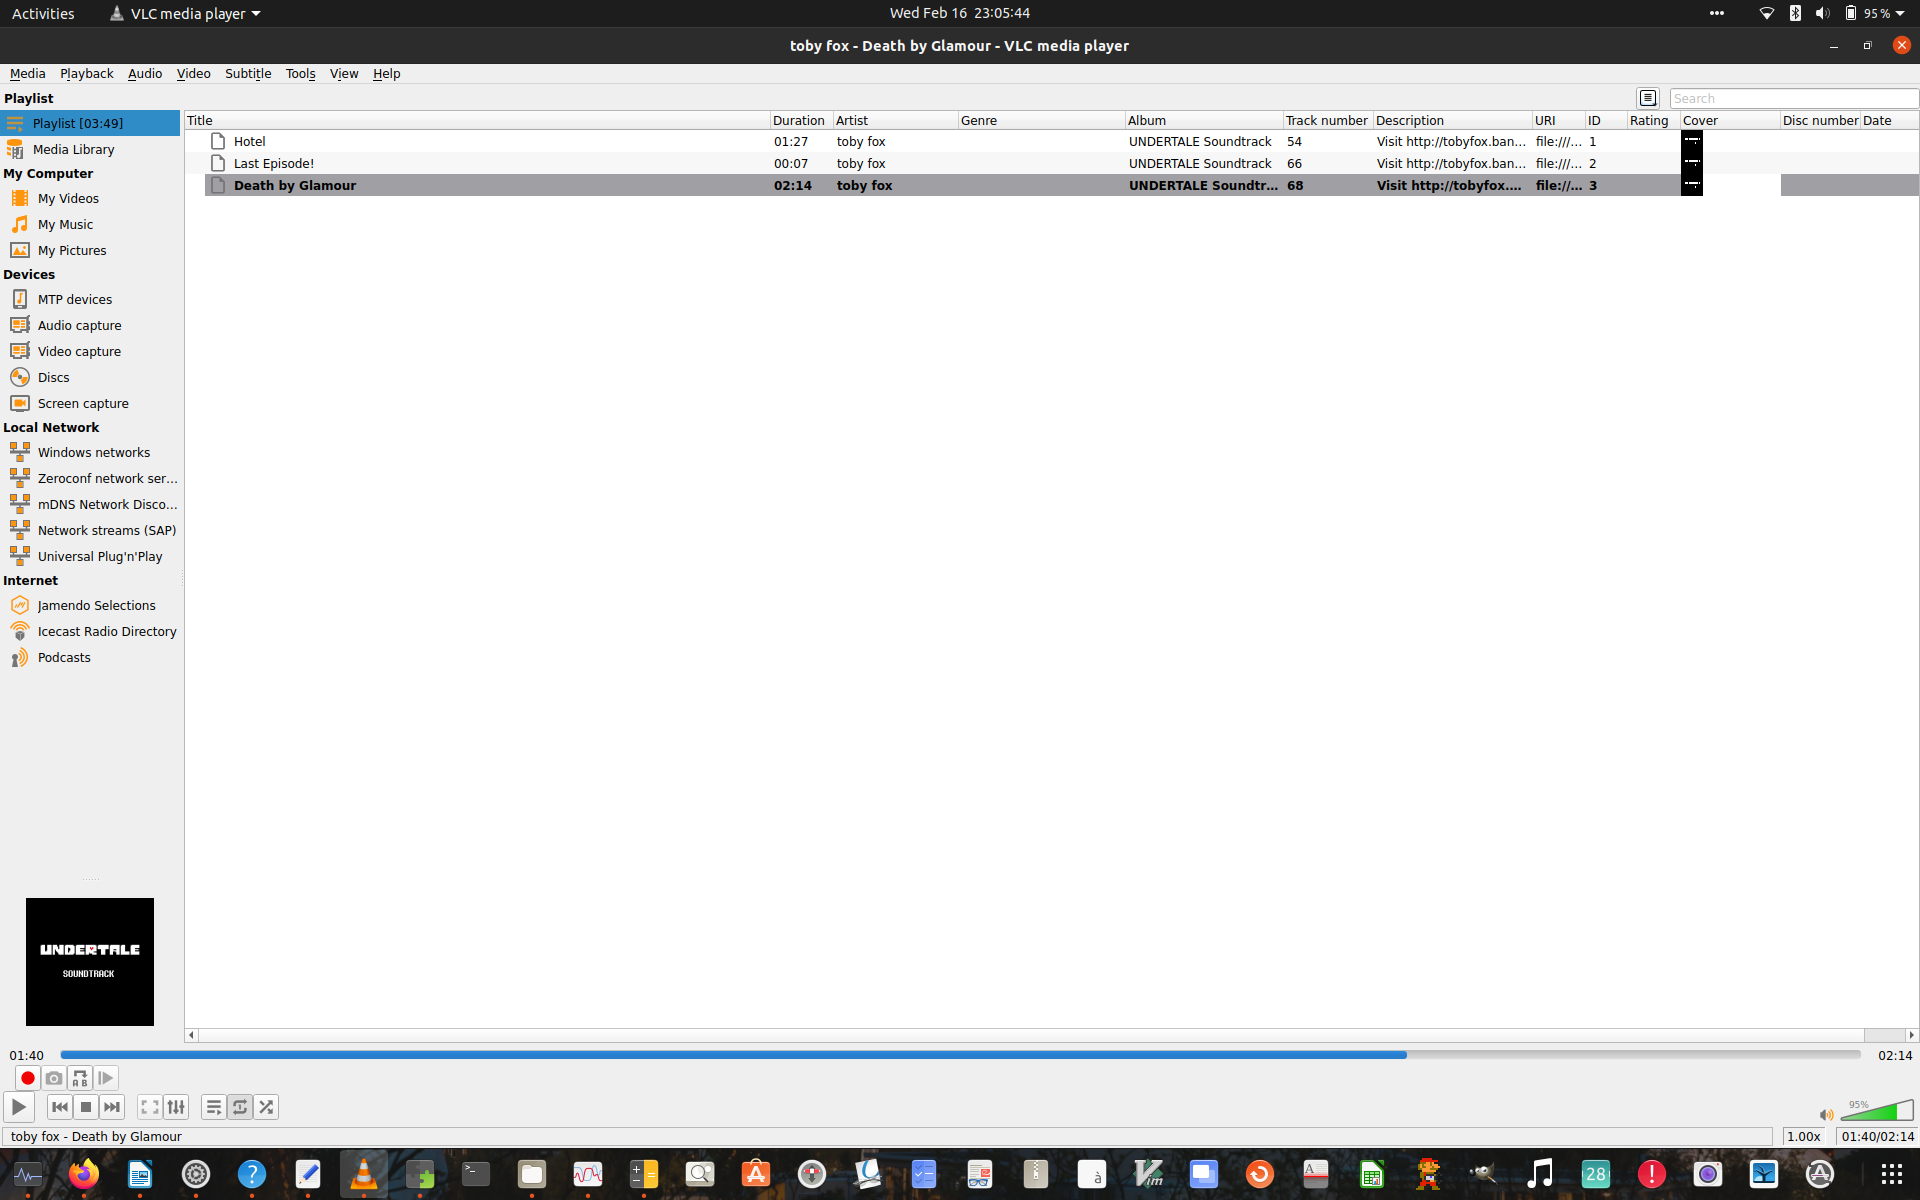 Activities VLC media player Wed Feb 16 23:05:44 95 %
toby fox - Death by Glamour - VLC media player
Media Playback Audio Video Subtitle Tools View Help
Playlist Search
Playlist [03:49]
Media Library
My Computer
My Videos
My Music
My Pictures
Devices
MTP devices
Audio capture
Video capture
Discs
Screen capture
Local Network
Windows networks
Zeroconf network ser...
mDNS Network Disco...
Network streams (SAP)
Universal Plug'n'Play
Internet
Jamendo Selections
Icecast Radio Directory
Podcasts
Title Duration Artist Genre Album Track number Description URI ID Rating Cover Disc number Date
Hotel 01:27 toby fox UNDERTALE Soundtrack 54 Visit http://tobyfox.ban... file:///... 1
Last Episode! 00:07 toby fox UNDERTALE Soundtrack 66 Visit http://tobyfox.ban... file:///... 2
Death by Glamour 02:14 toby fox UNDERTALE Soundtr... 68 Visit http://tobyfox.... file://... 3
UNDERTALE
SOUNDTRACK
01:40 02:14
A B
95%
toby fox - Death by Glamour 1.00x 01:40/02:14
à Vim A 28